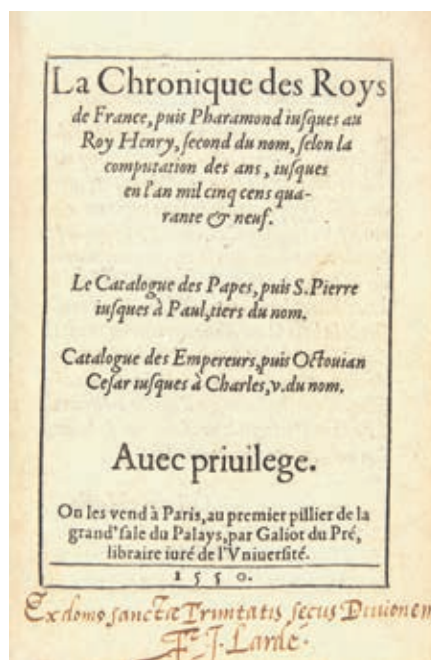 La Chronique des Roys
de France, puis Pharamond iuſques au
Roy Henry, ſecond du nom, ſelon la
computation des ans, iuſques
en l'an mil cinq cens qua-
rante & neuf.
Le Catalogue des Papes, puis S. Pierre
iuſques à Paul, tiers du nom.
Catalogue des Empereurs, puis Octouian
Ceſar iuſques à Charles, v. du nom.
Auec priuilege.
On les vend à Paris, au premier pillier de la
grand' ſale du Palays, par Galiot du Pré,
libraire iuré de l'Vniuerſité.
1550.
Ex domo ſanctæ Trinitatis ſecus Diuionem
J. Lardé.